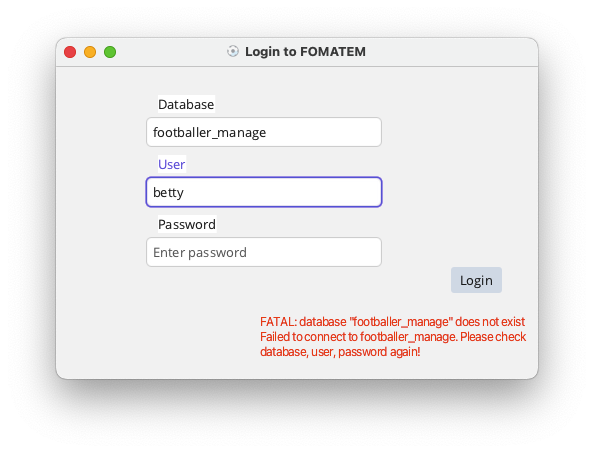 Login to FOMATEM
Database
footballer_manage
User
betty
Password
Enter password
Login
FATAL: database "footballer_manage" does not exist
Failed to connect to footballer_manage. Please check
database, user, password again!